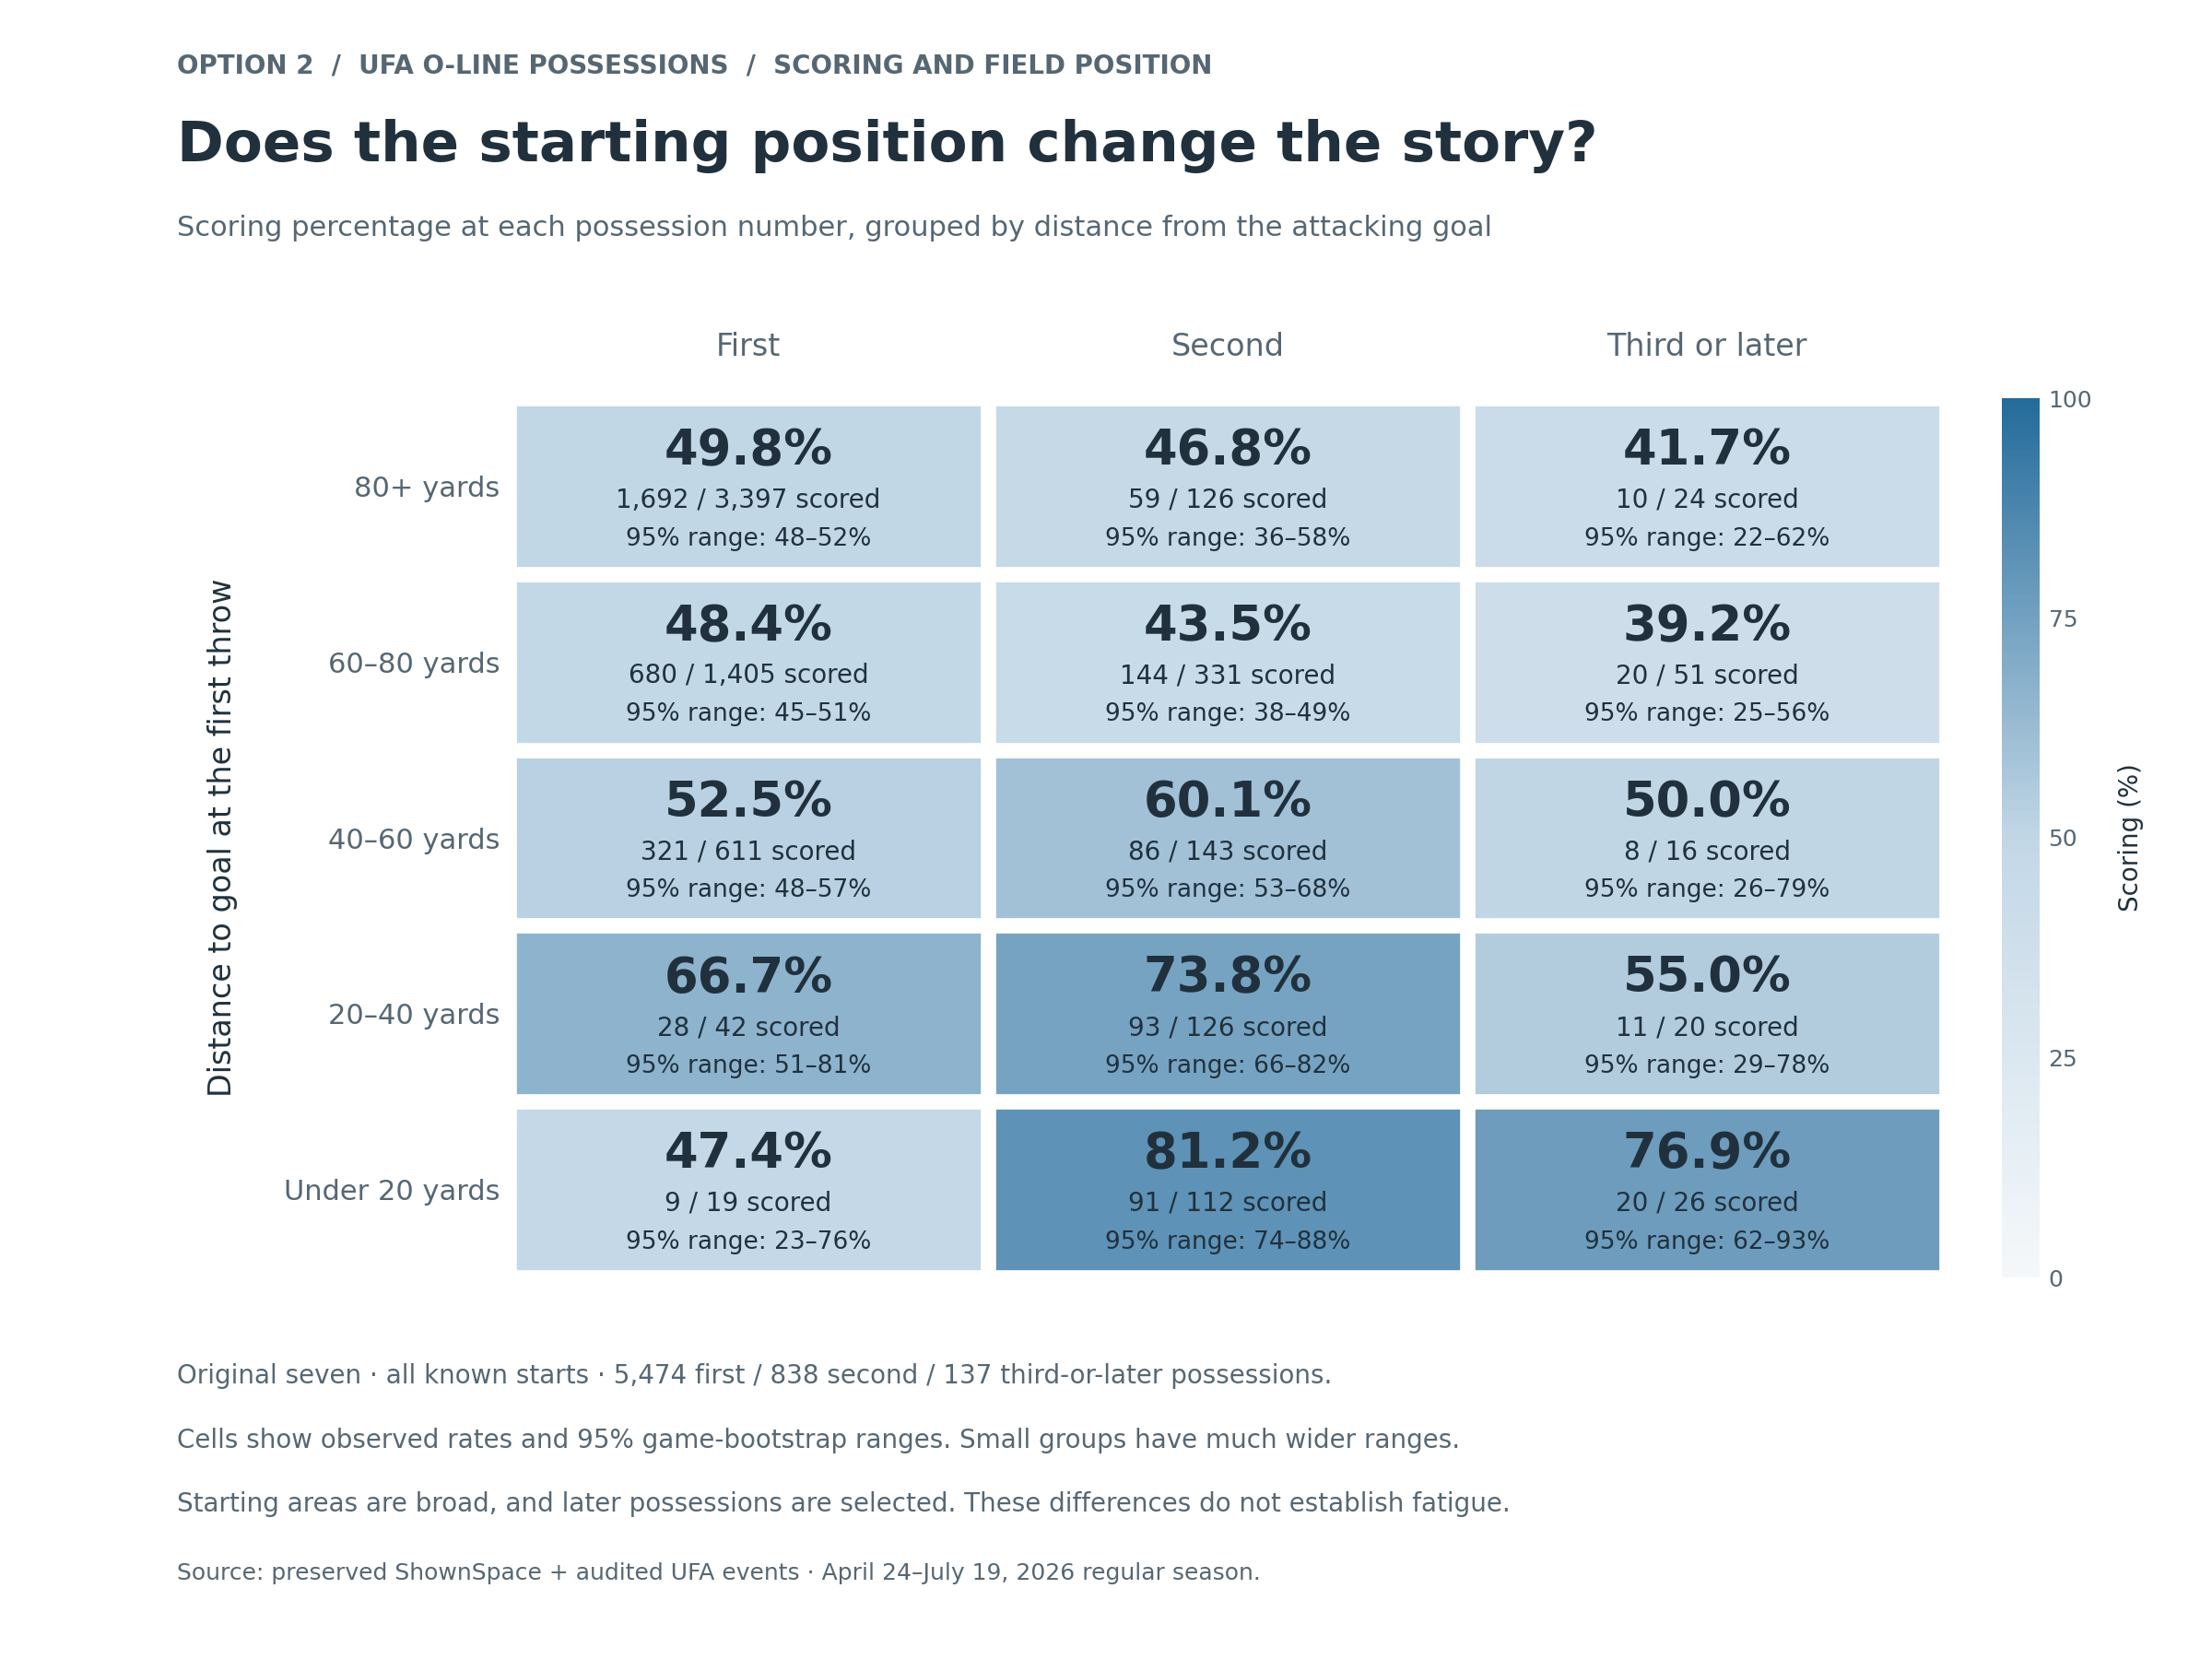 OPTION 2 / UFA O-LINE POSSESSIONS / SCORING AND FIELD POSITION
Does the starting position change the story?
Scoring percentage at each possession number, grouped by distance from the attacking goal
First
Second
Third or later
Distance to goal at the first throw
80+ yards
49.8%
1,692 / 3,397 scored
95% range: 48–52%
46.8%
59 / 126 scored
95% range: 36–58%
41.7%
10 / 24 scored
95% range: 22–62%
60–80 yards
48.4%
680 / 1,405 scored
95% range: 45–51%
43.5%
144 / 331 scored
95% range: 38–49%
39.2%
20 / 51 scored
95% range: 25–56%
40–60 yards
52.5%
321 / 611 scored
95% range: 48–57%
60.1%
86 / 143 scored
95% range: 53–68%
50.0%
8 / 16 scored
95% range: 26–79%
20–40 yards
66.7%
28 / 42 scored
95% range: 51–81%
73.8%
93 / 126 scored
95% range: 66–82%
55.0%
11 / 20 scored
95% range: 29–78%
Under 20 yards
47.4%
9 / 19 scored
95% range: 23–76%
81.2%
91 / 112 scored
95% range: 74–88%
76.9%
20 / 26 scored
95% range: 62–93%
100
75
50
25
0
Scoring (%)
Original seven · all known starts · 5,474 first / 838 second / 137 third-or-later possessions.
Cells show observed rates and 95% game-bootstrap ranges. Small groups have much wider ranges.
Starting areas are broad, and later possessions are selected. These differences do not establish fatigue.
Source: preserved ShownSpace + audited UFA events · April 24–July 19, 2026 regular season.